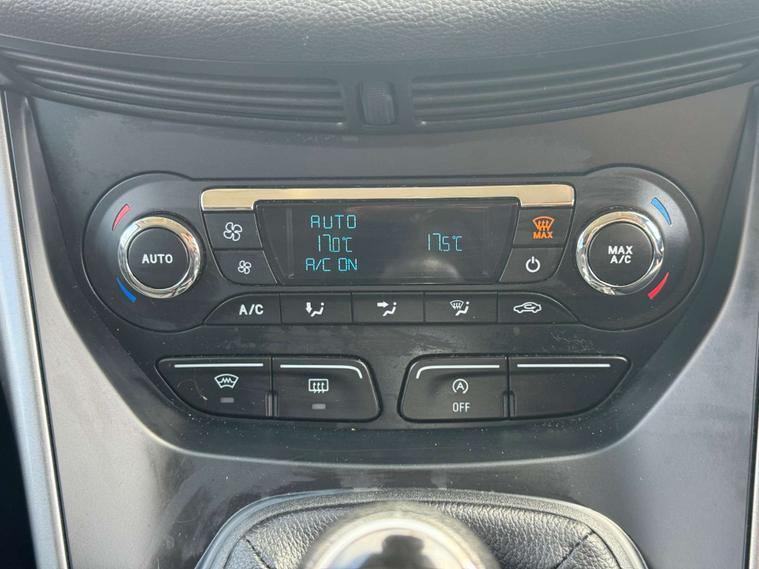 AUTO
17.0°C 17.5°C
A/C ON
AUTO
MAX
MAX
A/C
A/C
OFF